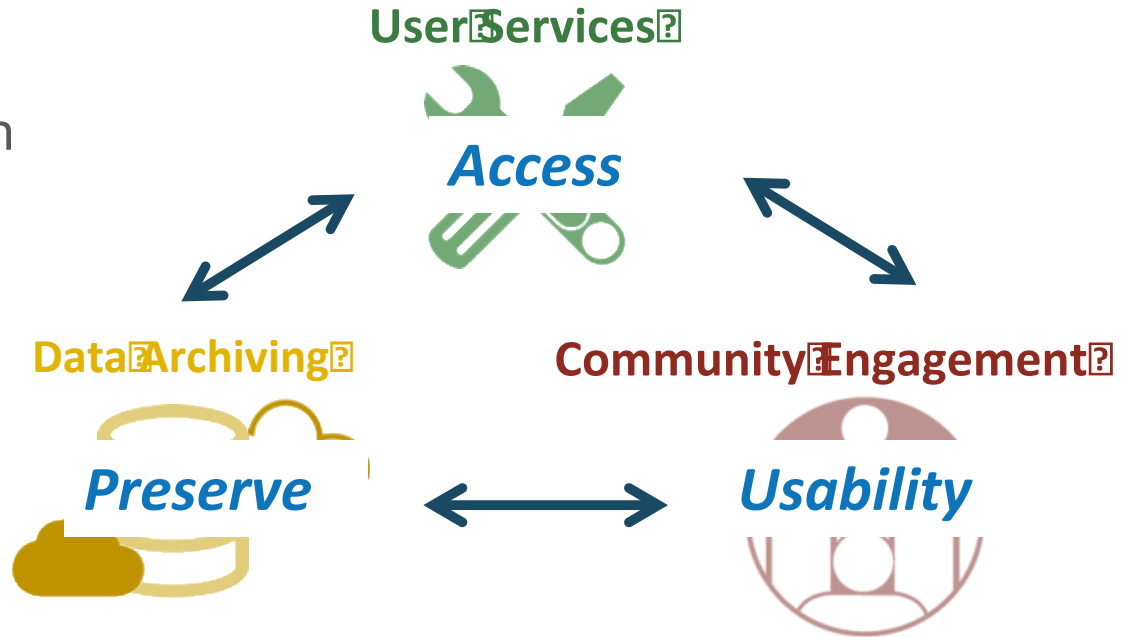 User Services
n
Access
Data Archiving
Community Engagement
Preserve
Usability